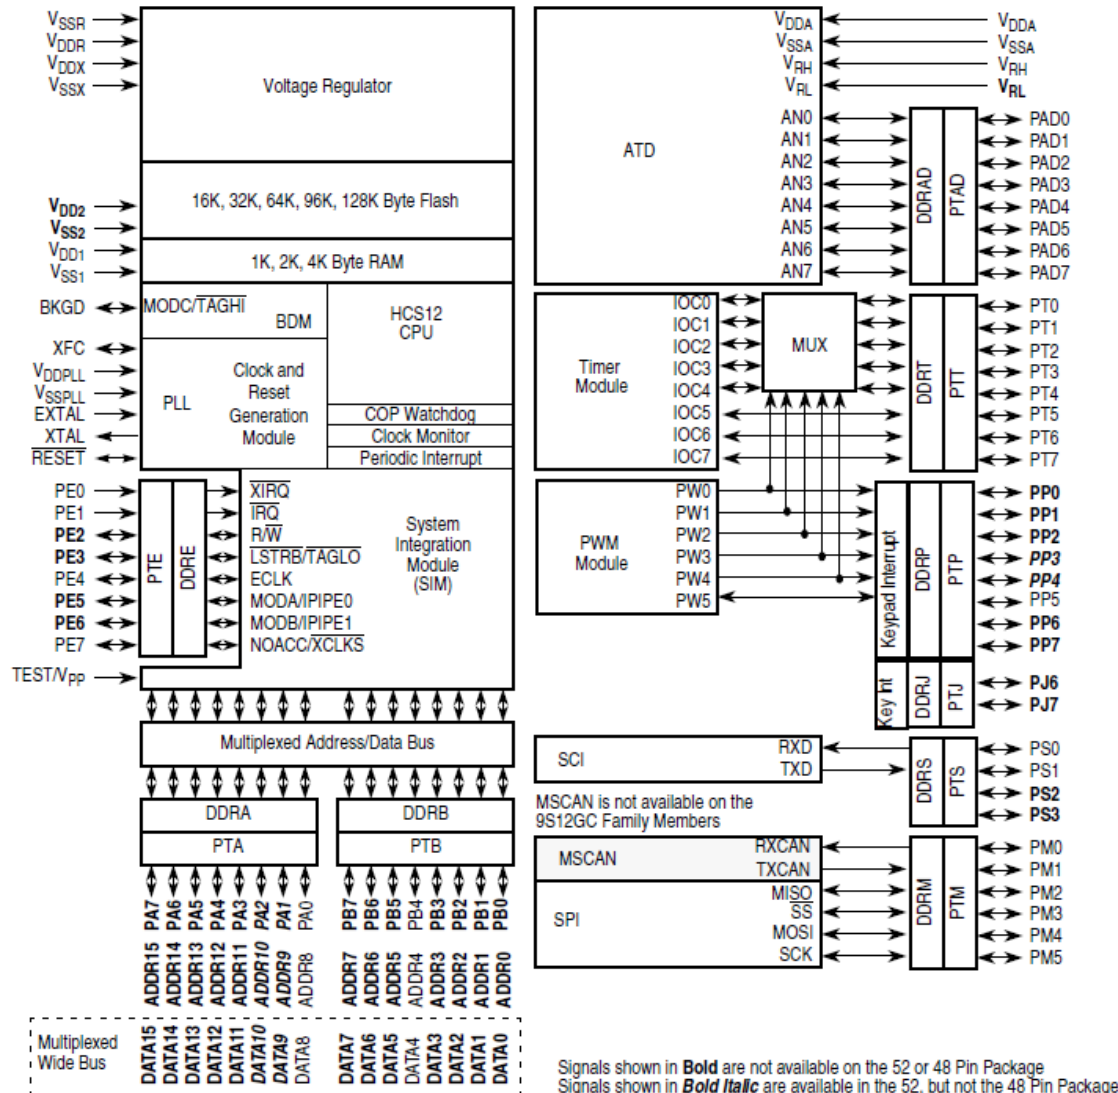 VSSR
VDDR
VDDX
VSSX
Voltage Regulator
16K, 32K, 64K, 96K, 128K Byte Flash
VDD2
VSS2
1K, 2K, 4K Byte RAM
VDD1
VSS1
BKGD
MODC/TAGHI
BDM
HCS12
CPU
XFC
VDDPLL
VSSPLL
EXTAL
XTAL
RESET
PLL
Clock and
Reset
Generation
Module
COP Watchdog
Clock Monitor
Periodic Interrupt
PE0
PE1
PE2
PE3
PE4
PE5
PE6
PE7
TEST/VPP
PTE
DDRE
XIRQ
IRQ
R/W
LSTRB/TAGLO
ECLK
MODA/IPIPE0
MODB/IPIPE1
NOACC/XCLKS
System
Integration
Module
(SIM)
Multiplexed Address/Data Bus
DDRA
PTA
DDRB
PTB
PA7 PA6 PA5 PA4 PA3 PA2 PA1 PA0
PB7 PB6 PB5 PB4 PB3 PB2 PB1 PB0
ADDR15 ADDR14 ADDR13 ADDR12 ADDR11 ADDR10 ADDR9 ADDR8
ADDR7 ADDR6 ADDR5 ADDR4 ADDR3 ADDR2 ADDR1 ADDR0
Multiplexed
Wide Bus
DATA15 DATA14 DATA13 DATA12 DATA11 DATA10 DATA9 DATA8
DATA7 DATA6 DATA5 DATA4 DATA3 DATA2 DATA1 DATA0
ATD
VDDA
VSSA
VRH
VRL
AN0
AN1
AN2
AN3
AN4
AN5
AN6
AN7
DDRAD
PTAD
VDDA
VSSA
VRH
VRL
PAD0
PAD1
PAD2
PAD3
PAD4
PAD5
PAD6
PAD7
Timer
Module
IOC0
IOC1
IOC2
IOC3
IOC4
IOC5
IOC6
IOC7
MUX
DDRT
PTT
PT0
PT1
PT2
PT3
PT4
PT5
PT6
PT7
PWM
Module
PW0
PW1
PW2
PW3
PW4
PW5
Keypad Interrupt
DDRP
PTP
PP0
PP1
PP2
PP3
PP4
PP5
PP6
PP7
Key Int
DDRJ
PTJ
PJ6
PJ7
SCI
RXD
TXD
DDRS
PTS
PS0
PS1
PS2
PS3
MSCAN is not available on the
9S12GC Family Members
MSCAN
RXCAN
TXCAN
SPI
MISO
SS
MOSI
SCK
DDRM
PTM
PM0
PM1
PM2
PM3
PM4
PM5
Signals shown in Bold are not available on the 52 or 48 Pin Package
Signals shown in Bold Italic are available in the 52, but not the 48 Pin Package